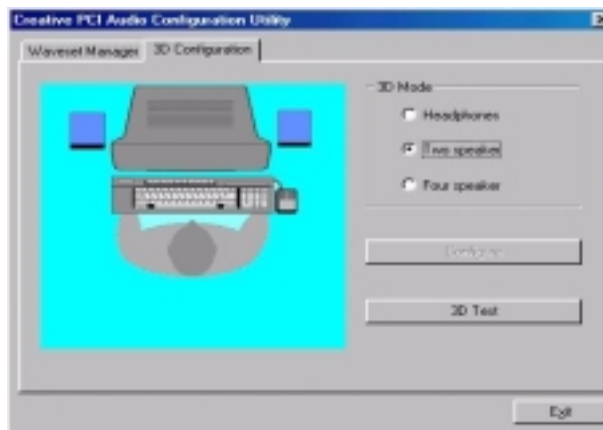 Creative PCI Audio Configuration Utility
Waveset Manager
3D Configuration
3D Mode
Headphones
Two speaker
Four speaker
Configure
3D Test
Exit